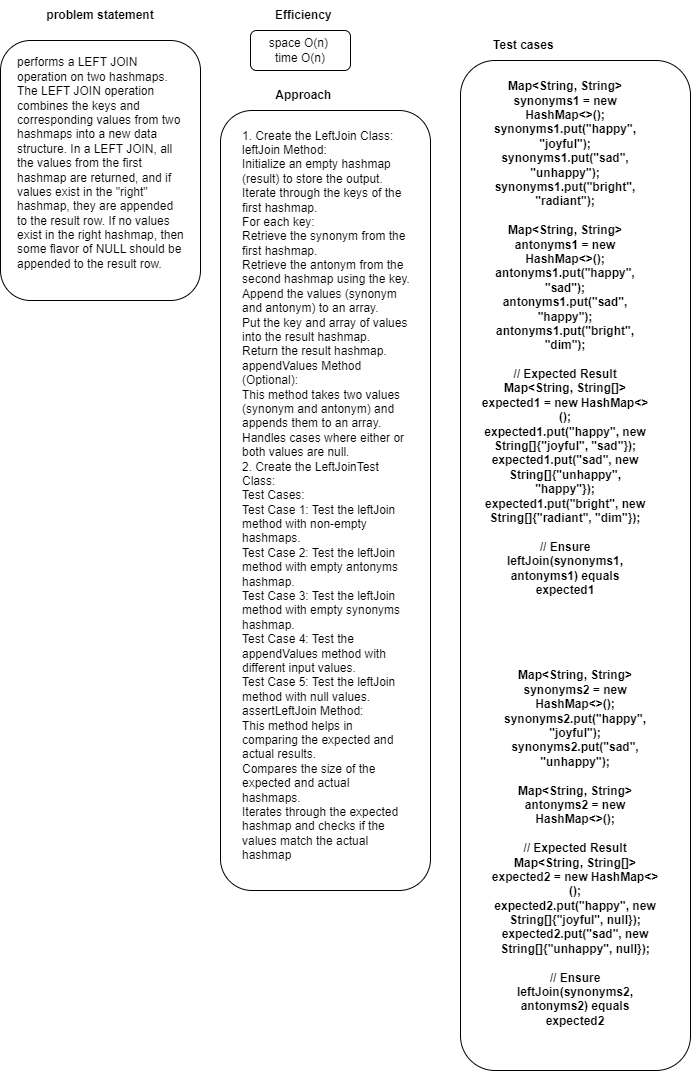 problem statement
performs a LEFT JOIN
operation on two hashmaps.
The LEFT JOIN operation
combines the keys and
corresponding values from two
hashmaps into a new data
structure. In a LEFT JOIN, all
the values from the first
hashmap are returned, and if
values exist in the "right"
hashmap, they are appended
to the result row. If no values
exist in the right hashmap, then
some flavor of NULL should be
appended to the result row.
Efficiency
space O(n)
time O(n)
Approach
1. Create the LeftJoin Class:
leftJoin Method:
Initialize an empty hashmap
(result) to store the output.
Iterate through the keys of the
first hashmap.
For each key:
Retrieve the synonym from the
first hashmap.
Retrieve the antonym from the
second hashmap using the key.
Append the values (synonym
and antonym) to an array.
Put the key and array of values
into the result hashmap.
Return the result hashmap.
appendValues Method
(Optional):
This method takes two values
(synonym and antonym) and
appends them to an array.
Handles cases where either or
both values are null.
2. Create the LeftJoinTest
Class:
Test Cases:
Test Case 1: Test the leftJoin
method with non-empty
hashmaps.
Test Case 2: Test the leftJoin
method with empty antonyms
hashmap.
Test Case 3: Test the leftJoin
method with empty synonyms
hashmap.
Test Case 4: Test the
appendValues method with
different input values.
Test Case 5: Test the leftJoin
method with null values.
assertLeftJoin Method:
This method helps in
comparing the expected and
actual results.
Compares the size of the
expected and actual
hashmaps.
Iterates through the expected
hashmap and checks if the
values match the actual
hashmap
Test cases
Map<String, String>
synonyms1 = new
HashMap<>();
synonyms1.put("happy",
"joyful");
synonyms1.put("sad",
"unhappy");
synonyms1.put("bright",
"radiant");
Map<String, String>
antonyms1 = new
HashMap<>();
antonyms1.put("happy",
"sad");
antonyms1.put("sad",
"happy");
antonyms1.put("bright",
"dim");
// Expected Result
Map<String, String[]>
expected1 = new HashMap<>
();
expected1.put("happy", new
String[]{"joyful", "sad"});
expected1.put("sad", new
String[]{"unhappy",
"happy"});
expected1.put("bright", new
String[]{"radiant", "dim"});
// Ensure
leftJoin(synonyms1,
antonyms1) equals
expected1
Map<String, String>
synonyms2 = new
HashMap<>();
synonyms2.put("happy",
"joyful");
synonyms2.put("sad",
"unhappy");
Map<String, String>
antonyms2 = new
HashMap<>();
// Expected Result
Map<String, String[]>
expected2 = new HashMap<>
();
expected2.put("happy", new
String[]{"joyful", null});
expected2.put("sad", new
String[]{"unhappy", null});
// Ensure
leftJoin(synonyms2,
antonyms2) equals
expected2